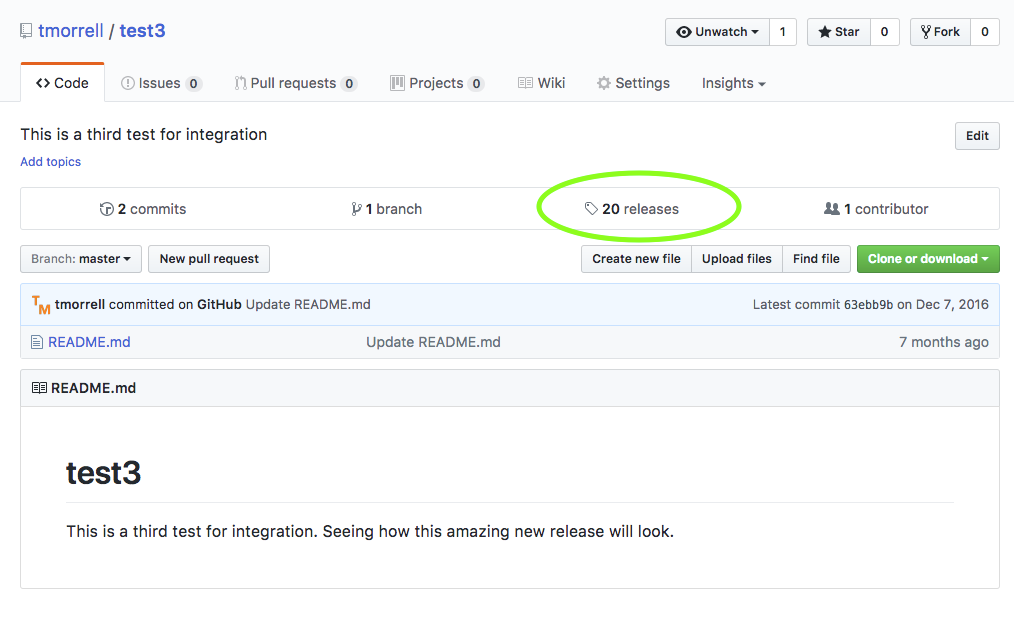 tmorrell / test3 Unwatch 1 Star 0 Fork 0
Code Issues 0 Pull requests 0 Projects 0 Wiki Settings Insights
This is a third test for integration Edit
Add topics
2 commits 1 branch 20 releases 1 contributor
Branch: master New pull request Create new file Upload files Find file Clone or download
TM tmorrell committed on GitHub Update README.md Latest commit 63ebb9b on Dec 7, 2016
README.md Update README.md 7 months ago
README.md
test3
This is a third test for integration. Seeing how this amazing new release will look.